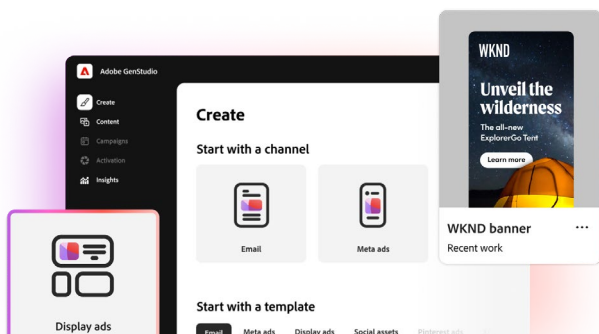 Adobe GenStudio
Create
Content
Campaigns
Activation
Insights
Create
Start with a channel
Email
Meta ads
Start with a template
Email
Meta ads
Display ads
Social assets
Pinterest ads
Display ads
WKND
Unveil the
wilderness
The all-new
ExplorerGo Tent
Learn more
WKND banner
...
Recent work